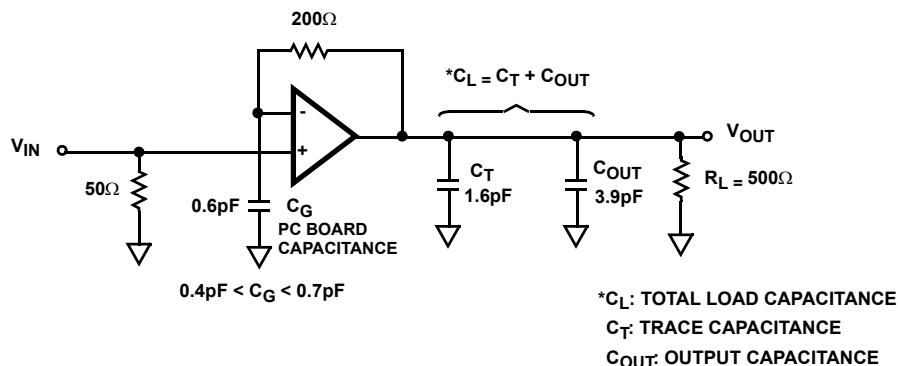 200Ω
*CL = CT + COUT
-
+
VIN
VOUT
50Ω
0.6pF
CG
PC BOARD
CAPACITANCE
CT
1.6pF
COUT
3.9pF
RL = 500Ω
0.4pF < CG < 0.7pF
*CL: TOTAL LOAD CAPACITANCE
CT: TRACE CAPACITANCE
COUT: OUTPUT CAPACITANCE